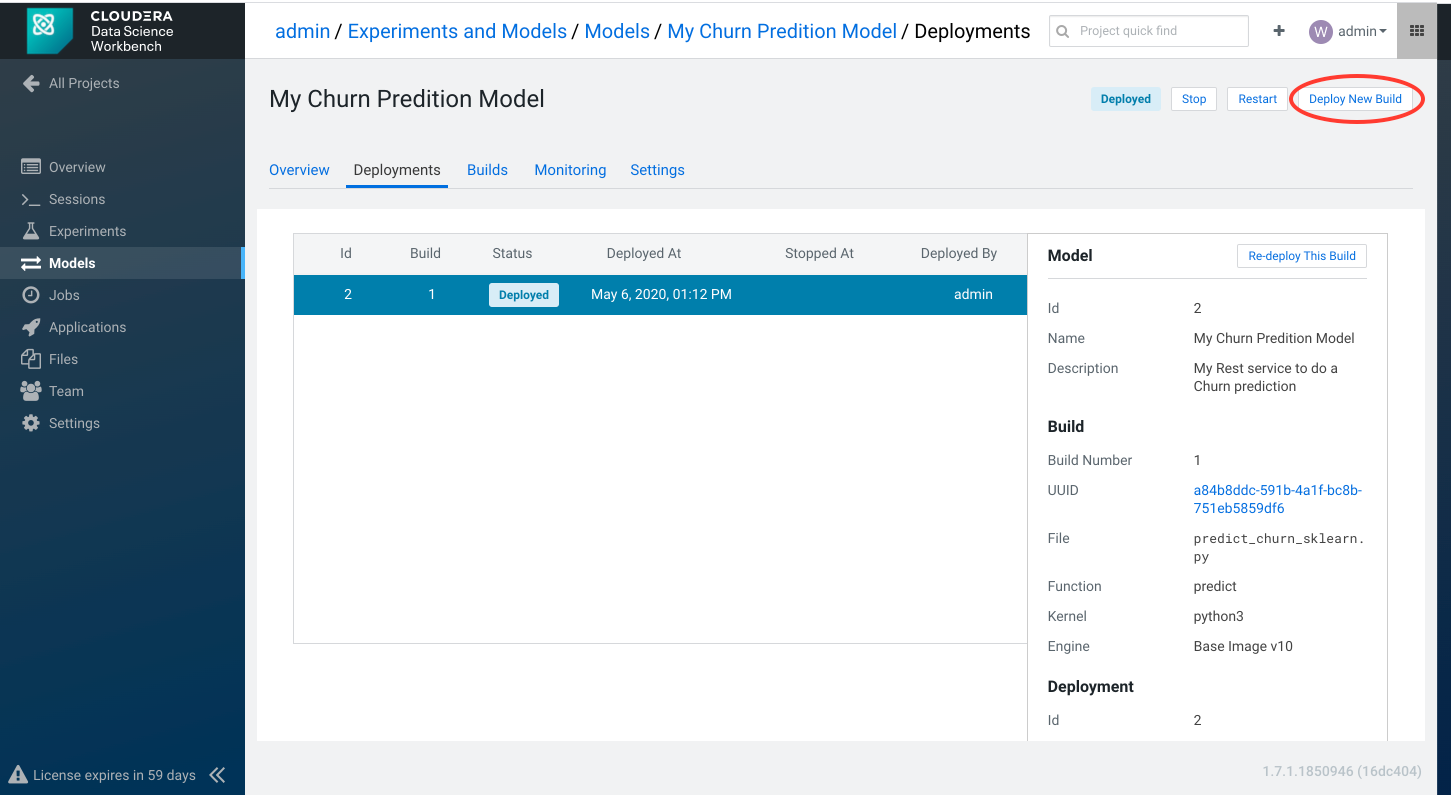 CLOUDERA
Data Science
Workbench
admin / Experiments and Models / Models / My Churn Predition Model / Deployments
Project quick find
W admin
All Projects
Overview
Sessions
Experiments
Models
Jobs
Applications
Files
Team
Settings
License expires in 59 days
My Churn Predition Model
Deployed Stop Restart Deploy New Build
Overview Deployments Builds Monitoring Settings
Id Build Status Deployed At Stopped At Deployed By
2 1 Deployed May 6, 2020, 01:12 PM admin
Model Re-deploy This Build
Id 2
Name My Churn Predition Model
Description My Rest service to do a
Churn prediction
Build
Build Number 1
UUID a84b8ddc-591b-4a1f-bc8b-
751eb5859df6
File predict_churn_sklearn.
py
Function predict
Kernel python3
Engine Base Image v10
Deployment
Id 2
1.7.1.1850946 (16dc404)